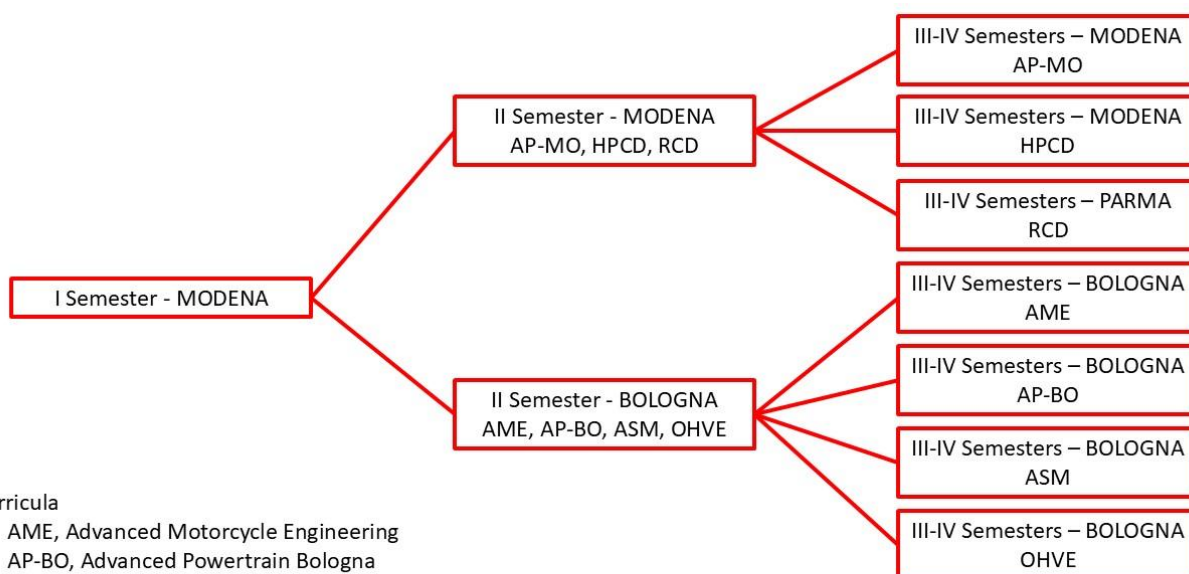 III-IV Semesters – MODENA
AP-MO
II Semester - MODENA
AP-MO, HPCD, RCD
III-IV Semesters – MODENA
HPCD
III-IV Semesters – PARMA
RCD
I Semester - MODENA
III-IV Semesters – BOLOGNA
AME
II Semester - BOLOGNA
AME, AP-BO, ASM, OHVE
III-IV Semesters – BOLOGNA
AP-BO
III-IV Semesters – BOLOGNA
ASM
III-IV Semesters – BOLOGNA
OHVE
rricula
AME, Advanced Motorcycle Engineering
AP-BO, Advanced Powertrain Bologna